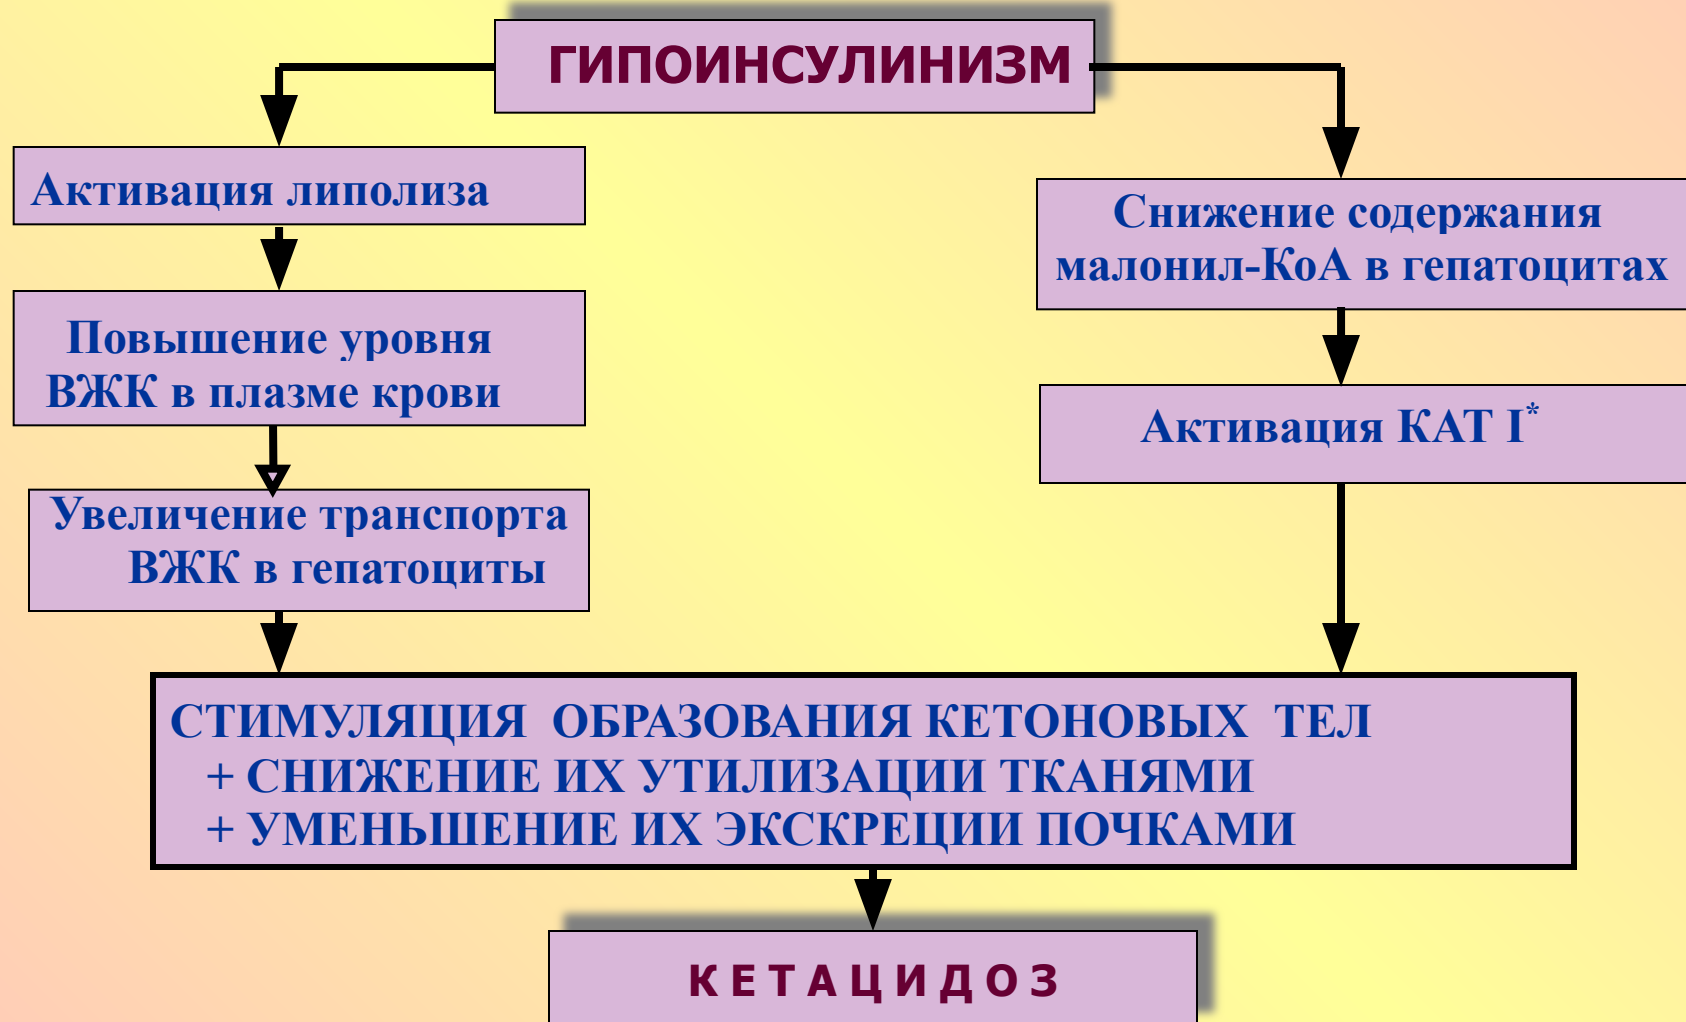 ГИПОИНСУЛИНИЗМ
Активация липолиза
Повышение уровня
ВЖК в плазме крови
Увеличение транспорта
ВЖК в гепатоциты
Снижение содержания
малонил-КоА в гепатоцитах
Активация КАТ I*
СТИМУЛЯЦИЯ ОБРАЗОВАНИЯ КЕТОНОВЫХ ТЕЛ
+ СНИЖЕНИЕ ИХ УТИЛИЗАЦИИ ТКАНЯМИ
+ УМЕНЬШЕНИЕ ИХ ЭКСКРЕЦИИ ПОЧКАМИ
КЕТАЦИДОЗ